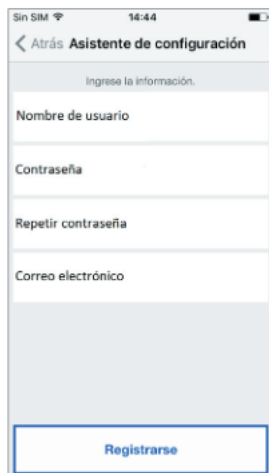 Sin SIM 14:44
Atrás Asistente de configuración
Ingrese la información.
Nombre de usuario
Contraseña
Repetir contraseña
Correo electrónico
Registrarse